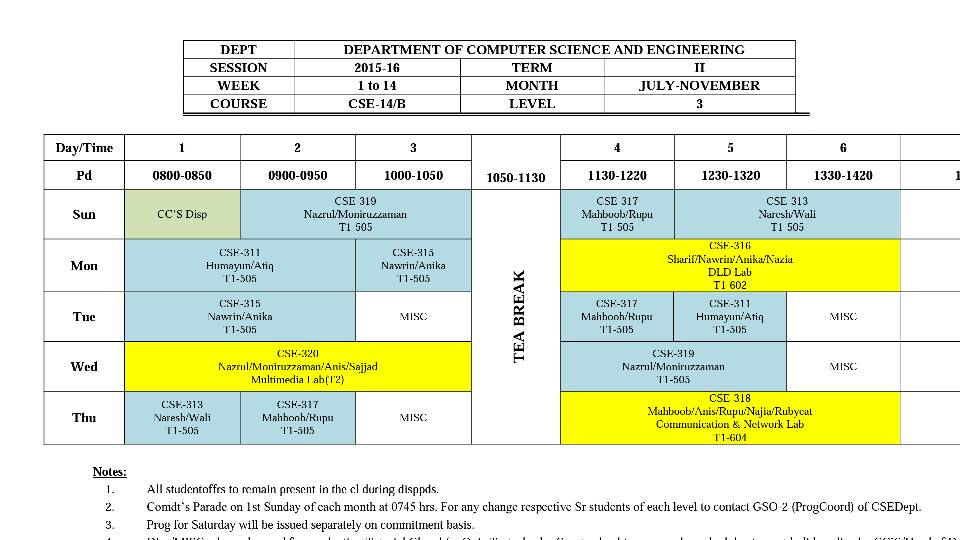 DEPT DEPARTMENT OF COMPUTER SCIENCE AND ENGINEERING
SESSION 2015-16 TERM II
WEEK 1 to 14 MONTH JULY-NOVEMBER
COURSE CSE-14/B LEVEL 3
Day/Time 1 2 3 4 5 6
Pd 0800-0850 0900-0950 1000-1050 1050-1130 1130-1220 1230-1320 1330-1420 1
Sun
CC'S Disp
CSE-319
Nazrul/Moniruzzaman
T1-505
CSE-317
Mahboob/Rupu
T1-505
CSE-313
Naresh/Wali
T1-505
Mon
CSE-311
Humayun/Atiq
T1-505
CSE-315
Nawrin/Anika
T1-505
CSE-316
Sharif/Nawrin/Anika/Nazia
DLD Lab
T1-602
TEA BREAK
Tue
CSE-315
Nawrin/Anika
T1-505
MISC
CSE-317
Mahboob/Rupu
T1-505
CSE-311
Humayun/Atiq
T1-505
MISC
Wed
CSE-320
Nazrul/Moniruzzaman/Anis/Sajjad
Multimedia Lab(T2)
CSE-319
Nazrul/Moniruzzaman
T1-505
MISC
Thu
CSE-313
Naresh/Wali
T1-505
CSE-317
Mahboob/Rupu
T1-505
MISC
CSE-318
Mahboob/Anis/Rupu/Najia/Rubyeat
Communication & Network Lab
T1-604
Notes:
1. All studentoffrs to remain present in the cl during disppds.
2. Comdt's Parade on 1st Sunday of each month at 0745 hrs. For any change respective Sr students of each level to contact GSO-2 (ProgCoord) of CSEDept.
3. Prog for Saturday will be issued separately on commitment basis.